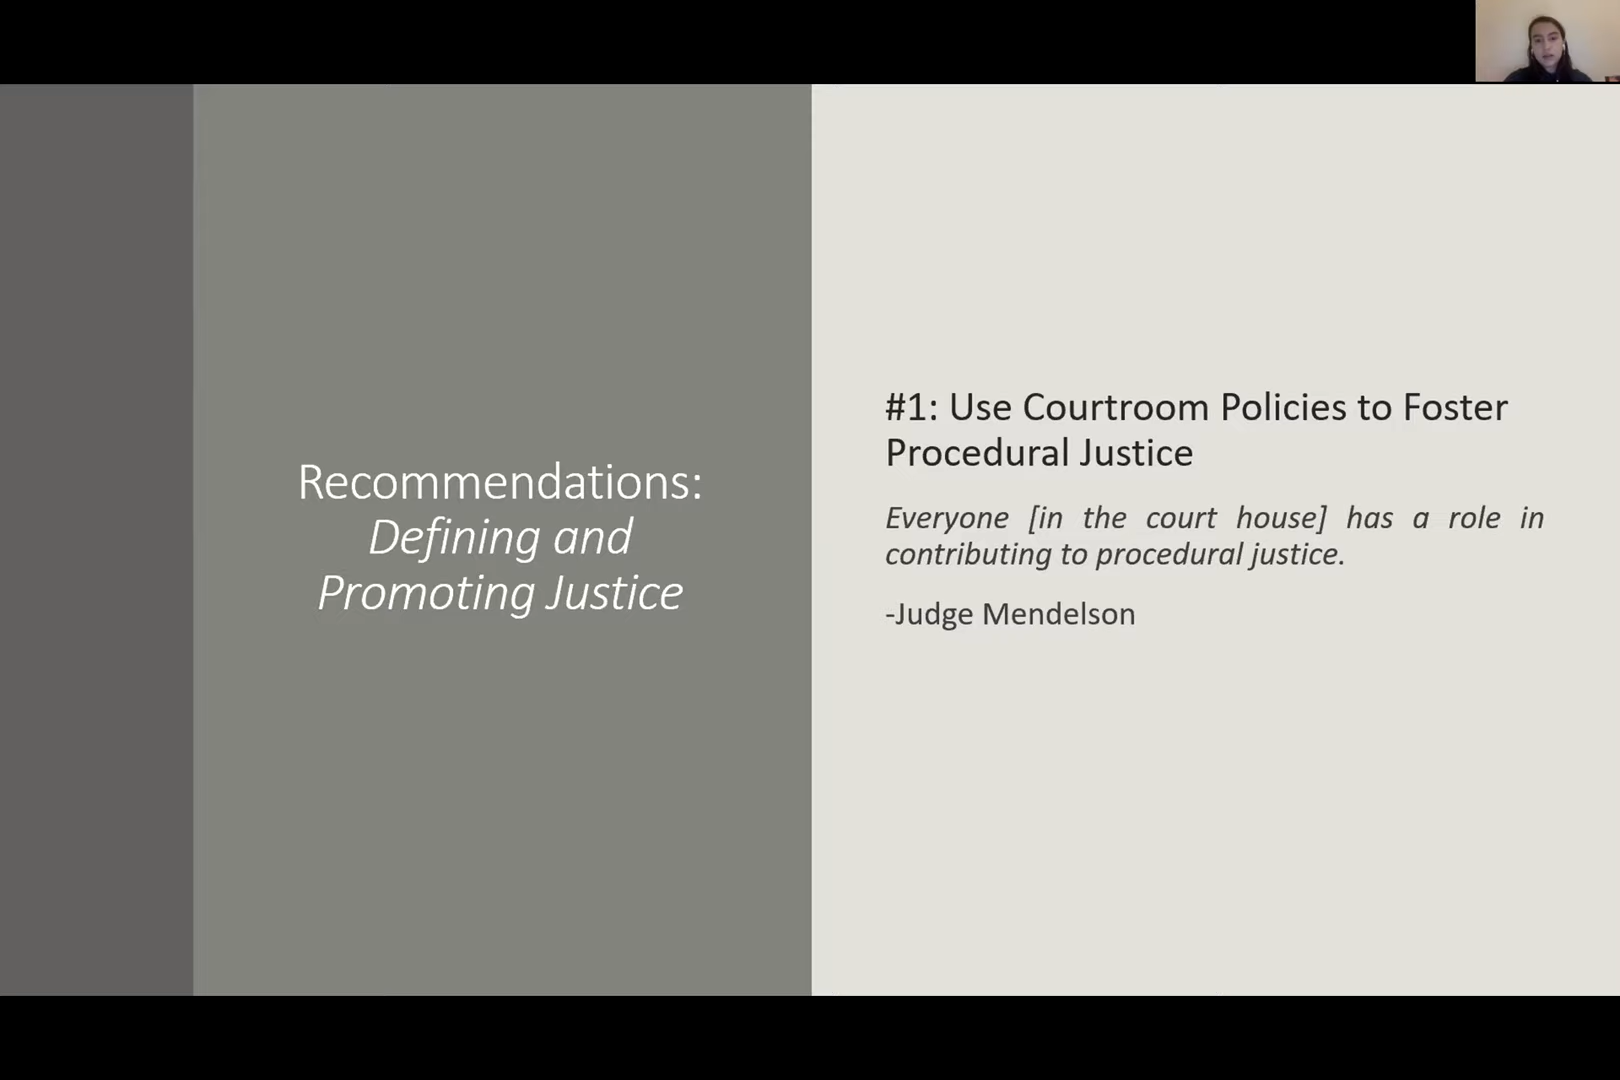 Recommendations:
Defining and
Promoting Justice
#1: Use Courtroom Policies to Foster
Procedural Justice
Everyone [in the court house] has a role in
contributing to procedural justice.
-Judge Mendelson